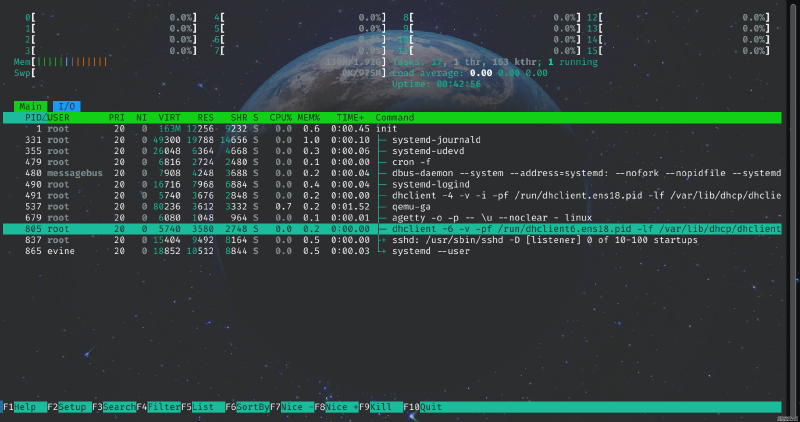 0[ 0.0%] 4[ 0.0%] 8[ 0.0%] 12[ 0.0%]
1[ 0.0%] 5[ 0.0%] 9[ 0.0%] 13[ 0.0%]
2[ 0.0%] 6[ 0.0%] 10[ 0.0%] 14[ 0.0%]
3[ 0.0%] 7[ 0.0%] 11[ 0.0%] 15[ 0.0%]
Mem[||||||||||||||| Tasks: 17, 1 thr, 163 kthr; 1 running
Swp[ 0K/975M] Load average: 0.00 0.00 0.00
Uptime: 00:42:56
Main I/O
PID△USER PRI NI VIRT RES SHR S CPU% MEM% TIME+ Command
1 root 20 0 163M 12256 9232 S 0.0 0.6 0:00.45 init
331 root 20 0 49300 19788 14656 S 0.0 1.0 0:00.10 ├─ systemd-journald
355 root 20 0 26048 6364 4668 S 0.0 0.3 0:00.06 ├─ systemd-udevd
479 root 20 0 6816 2724 2480 S 0.0 0.1 0:00.00 ├─ cron -f
480 messagebus 20 0 7908 4248 3688 S 0.0 0.2 0:00.04 ├─ dbus-daemon --system --address=systemd: --nofork --nopidfile --systemd
490 root 20 0 16716 7968 6884 S 0.0 0.4 0:00.04 ├─ systemd-logind
491 root 20 0 5740 3676 2848 S 0.0 0.2 0:00.00 ├─ dhclient -4 -v -i -pf /run/dhclient.ens18.pid -lf /var/lib/dhcp/dhclie
537 root 20 0 80236 3612 3332 S 0.7 0.2 0:01.52 ├─ qemu-ga
679 root 20 0 6080 1048 964 S 0.0 0.1 0:00.01 ├─ agetty -o -p -- \u --noclear - linux
805 root 20 0 5740 3580 2748 S 0.0 0.2 0:00.00 ├─ dhclient -6 -v -pf /run/dhclient6.ens18.pid -lf /var/lib/dhcp/dhclient
837 root 20 0 15404 9492 8164 S 0.0 0.5 0:00.00 ├+ sshd: /usr/sbin/sshd -D [listener] 0 of 10-100 startups
865 evine 20 0 18852 10512 8844 S 0.0 0.5 0:00.03 └+ systemd --user
F1Help F2Setup F3SearchF4FilterF5List F6SortByF7Nice -F8Nice +F9Kill F10Quit